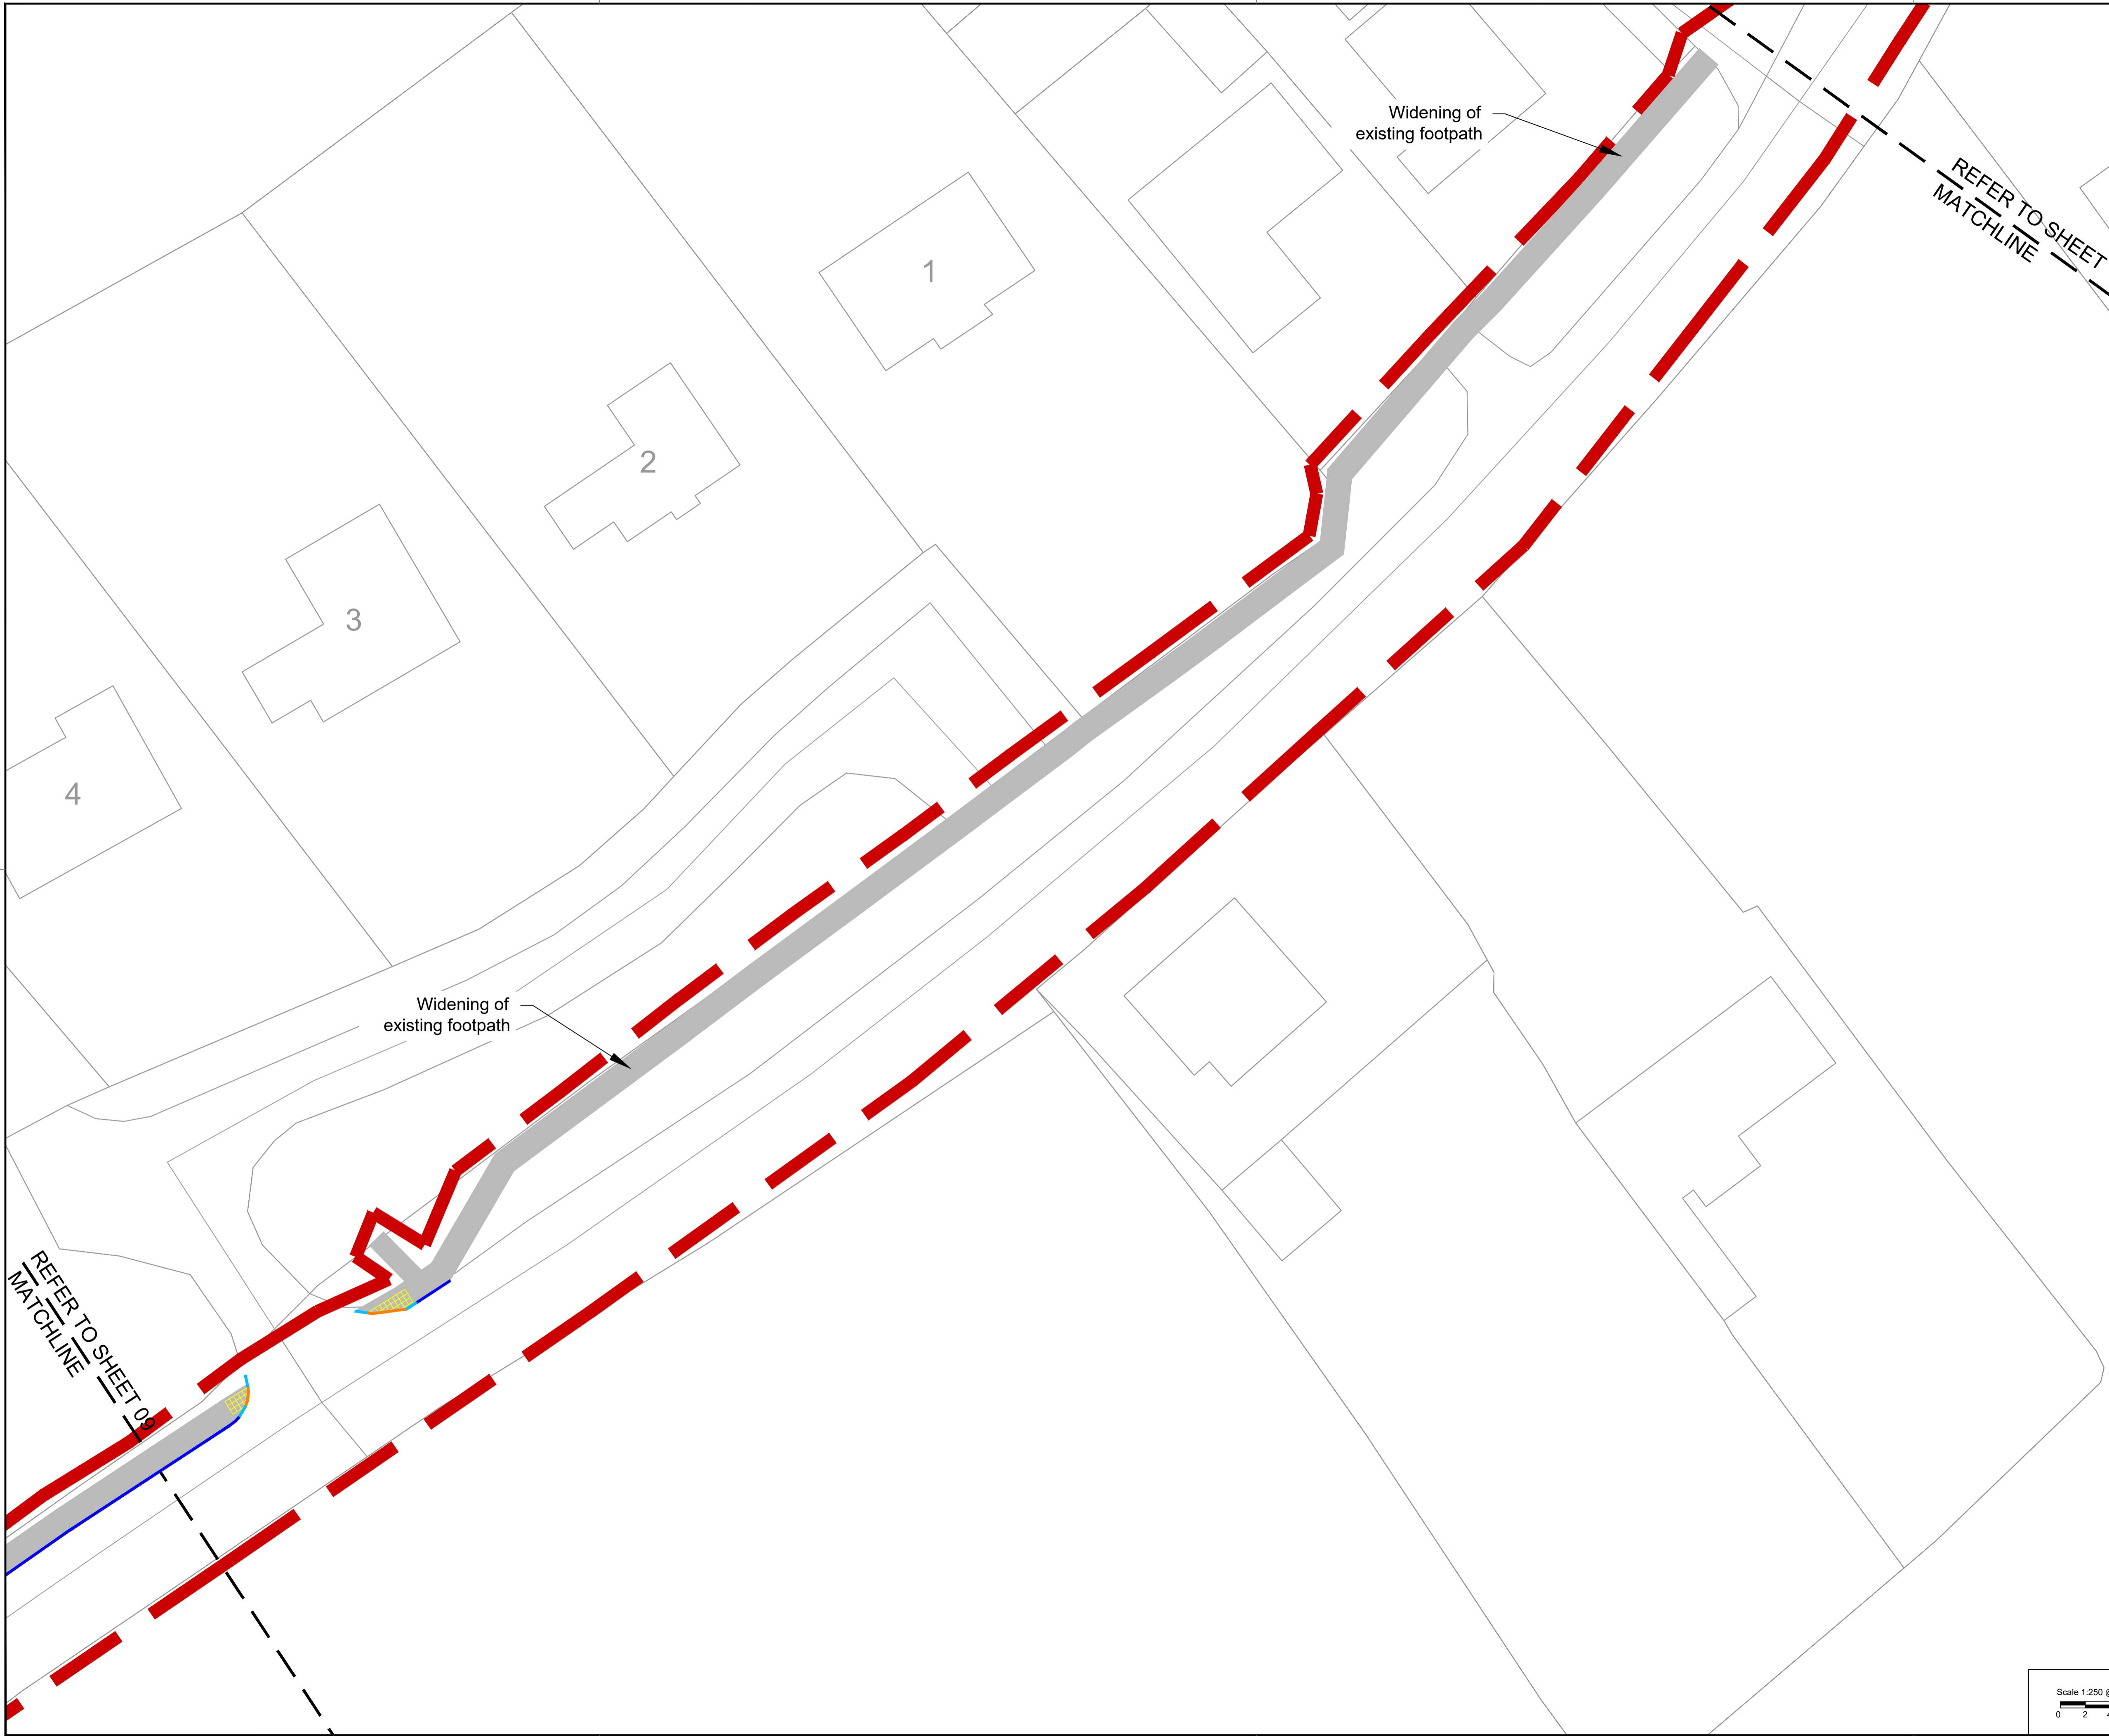 Widening of
existing footpath
REFER TO SHEET
MATCHLINE
1
2
3
4
Widening of
existing footpath
REFER TO SHEET 09
MATCHLINE
Scale 1:250 @
0 2 4